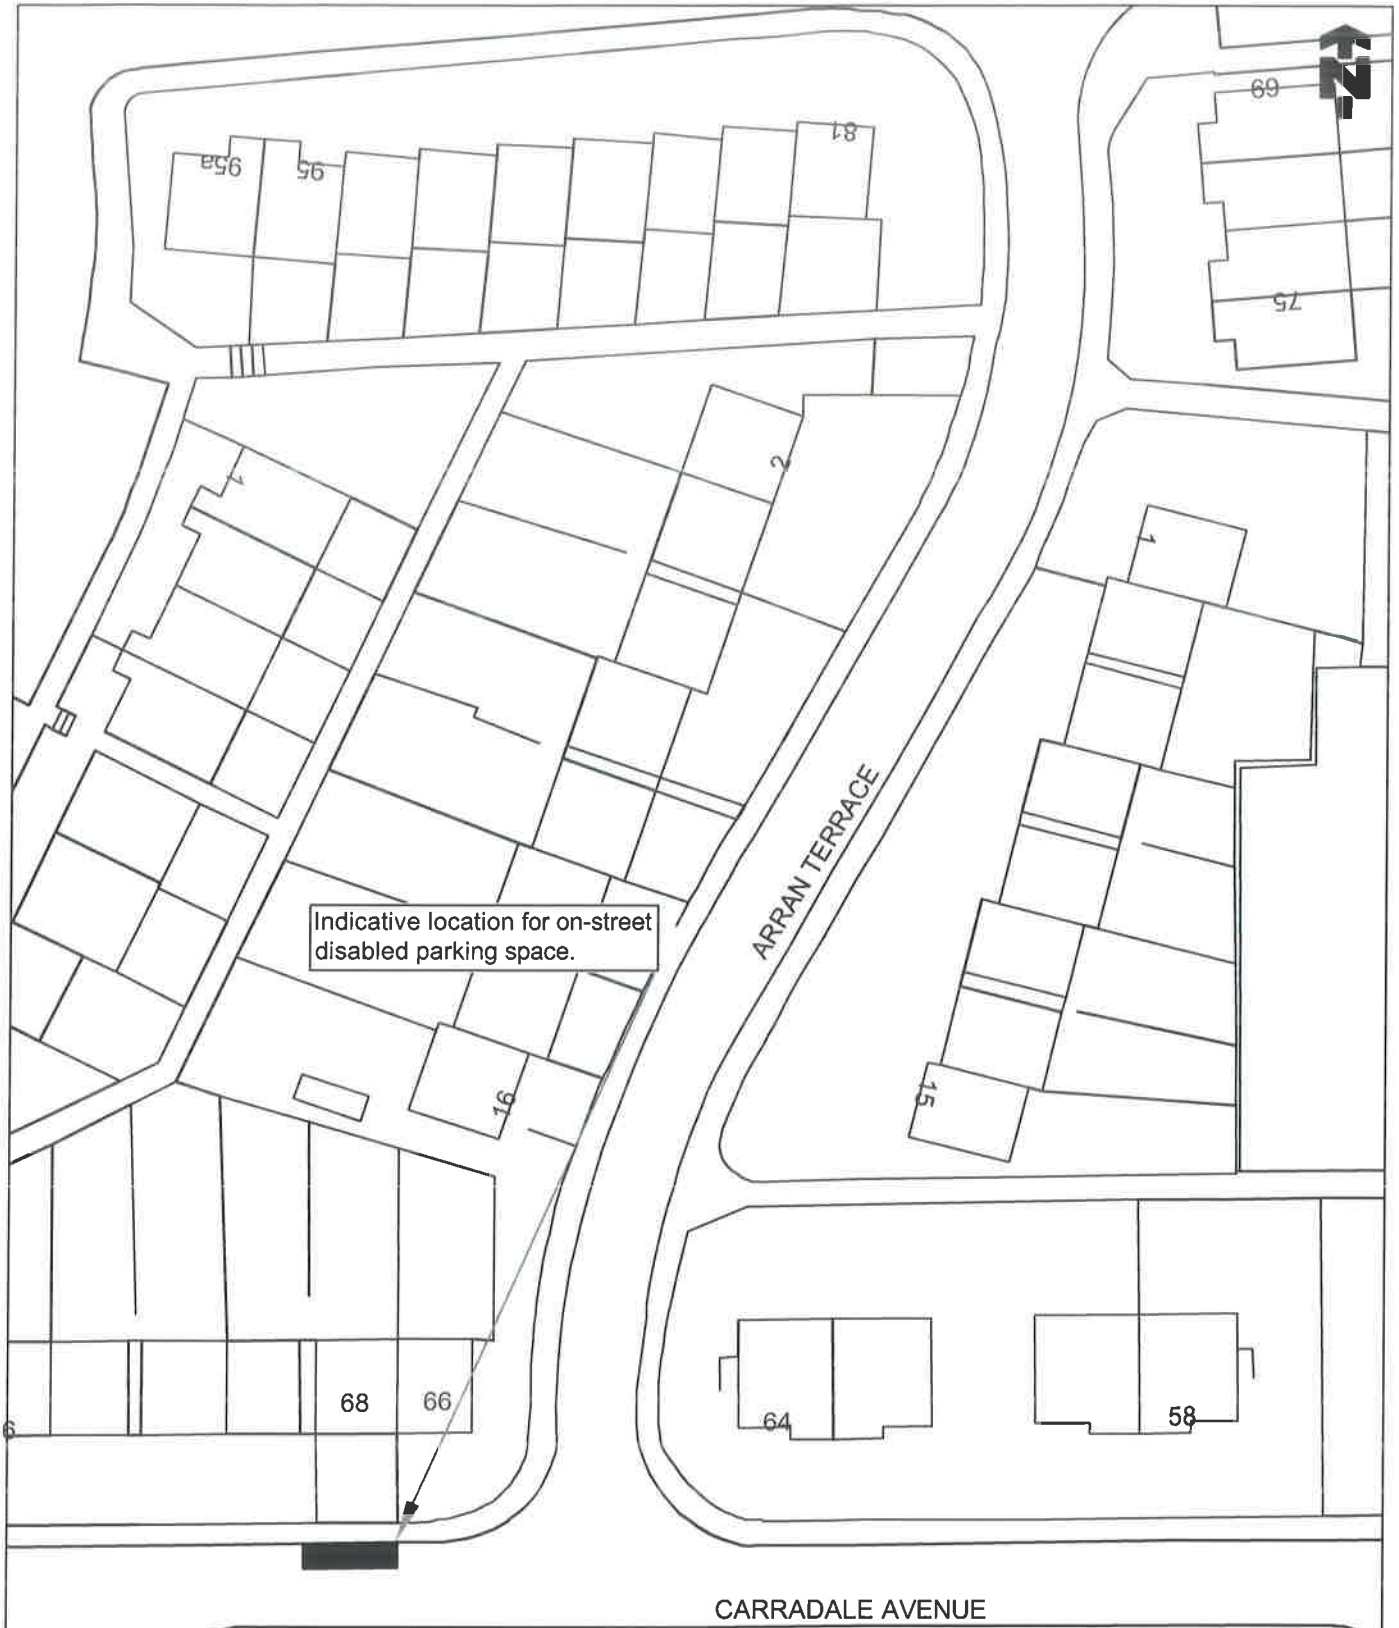 N
69
81
95a
95
75
2
1
1
ARRAN TERRACE
Indicative location for on-street
disabled parking space.
16
15
68
66
64
58
6
CARRADALE AVENUE